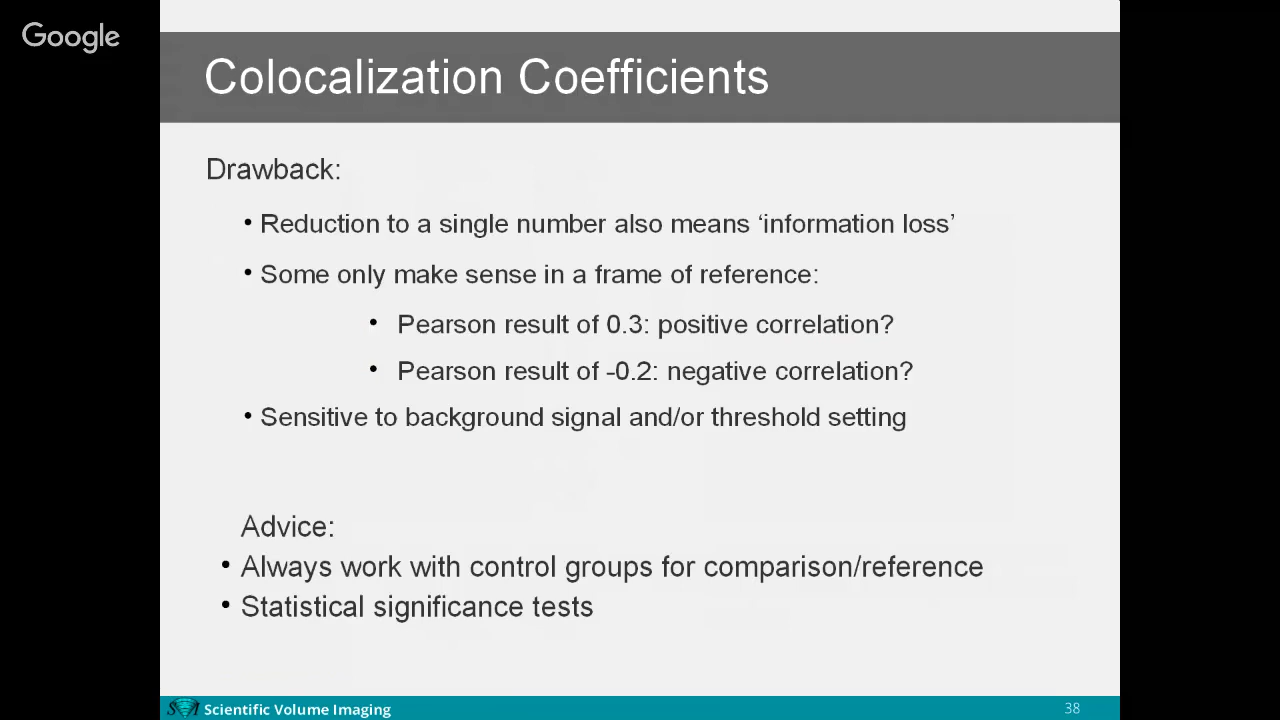 Google
Colocalization Coefficients
Drawback:
• Reduction to a single number also means ‘information loss’
• Some only make sense in a frame of reference:
• Pearson result of 0.3: positive correlation?
• Pearson result of -0.2: negative correlation?
• Sensitive to background signal and/or threshold setting
Advice:
• Always work with control groups for comparison/reference
• Statistical significance tests
SVI Scientific Volume Imaging
38